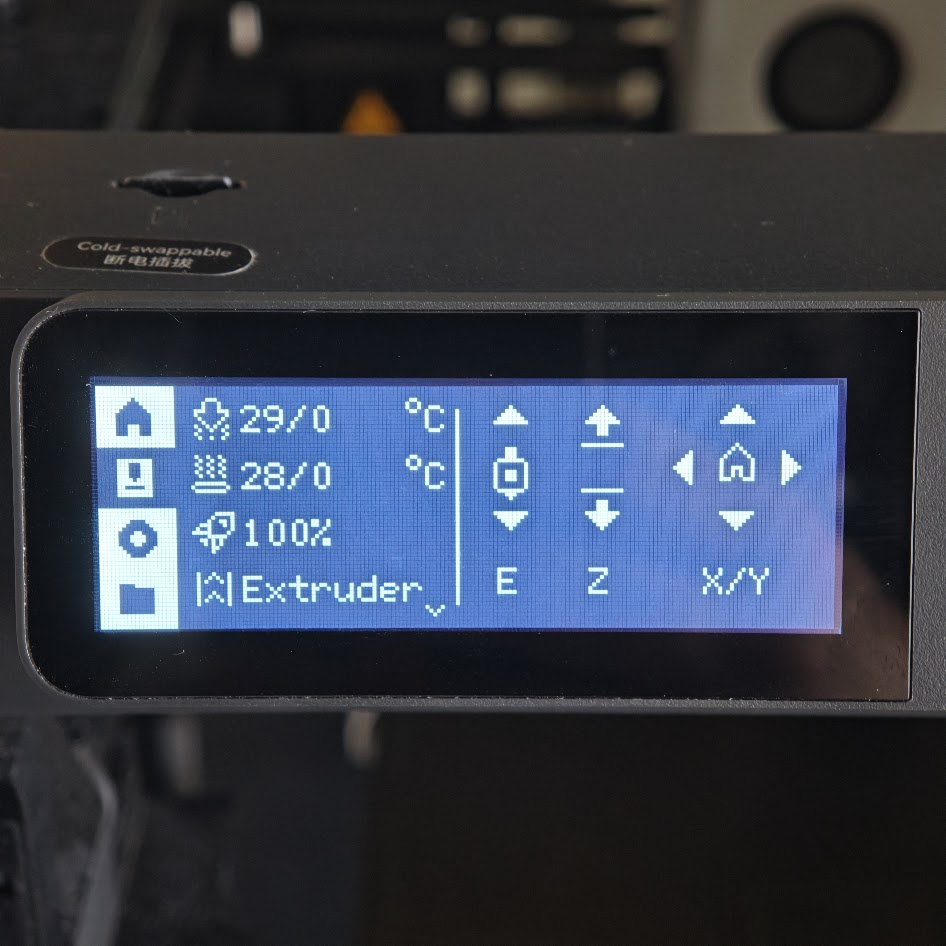 Cold-swappable
断电插拔
29/0 °C
28/0 °C
100%
Extruder
E Z X/Y